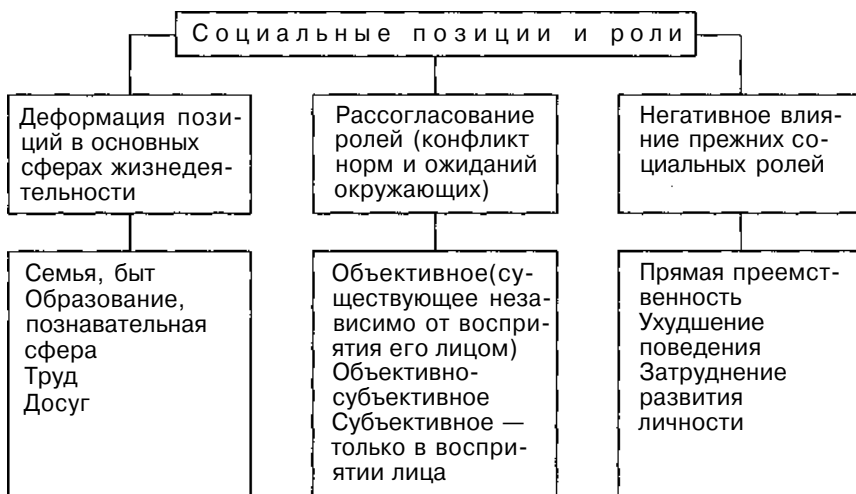 Социальные позиции и роли
Деформация пози-
ций в основных
сферах жизнедея-
тельности
Рассогласование
ролей (конфликт
норм и ожиданий
окружающих)
Негативное влия-
ние прежних со-
циальных ролей
Семья, быт
Образование,
познавательная
сфера
Труд
Досуг
Объективное(су-
ществующее неза-
висимо от воспри-
ятия его лицом)
Объективно-
субъективное
Субъективное —
только в воспри-
ятии лица
Прямая преемст-
венность
Ухудшение
поведения
Затруднение
развития
личности